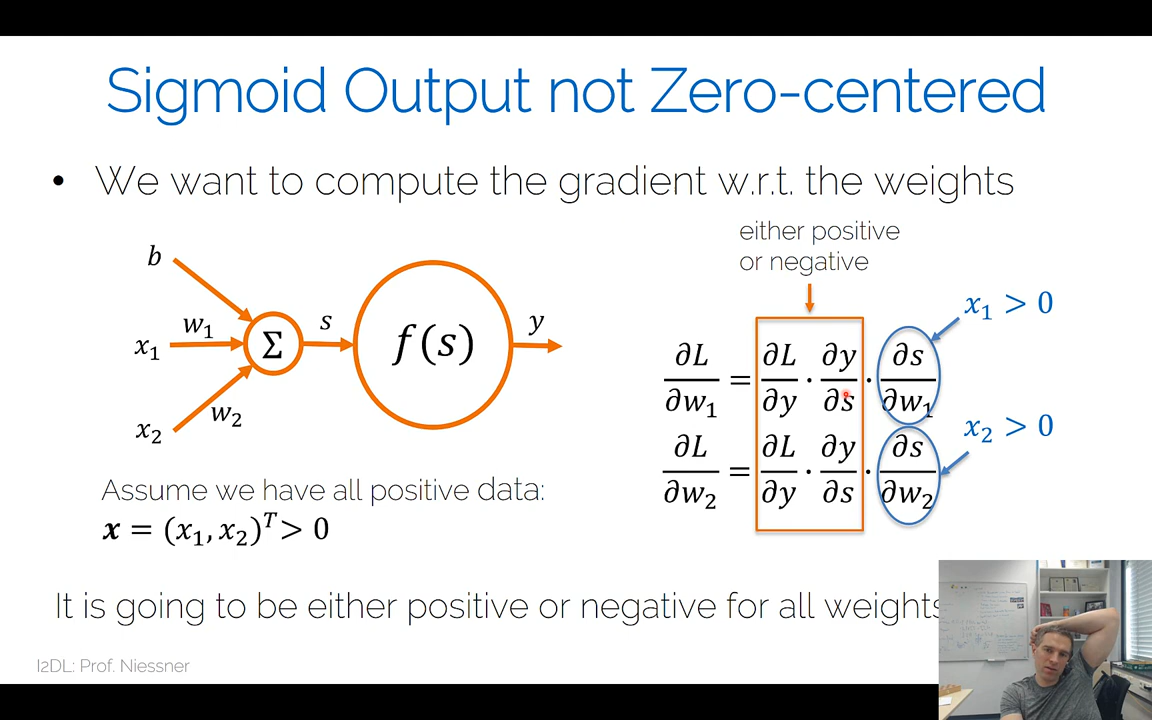 Sigmoid Output not Zero-centered
• We want to compute the gradient w.r.t. the weights
either positive
or negative
b
w₁
x₁
Σ
s
f(s)
y
w₂
x₂
x₁ > 0
∂L/∂w₁ = ∂L/∂y · ∂y/∂s · ∂s/∂w₁
x₂ > 0
∂L/∂w₂ = ∂L/∂y · ∂y/∂s · ∂s/∂w₂
Assume we have all positive data:
x = (x₁, x₂)ᵀ > 0
It is going to be either positive or negative for all weights
I2DL: Prof. Niessner